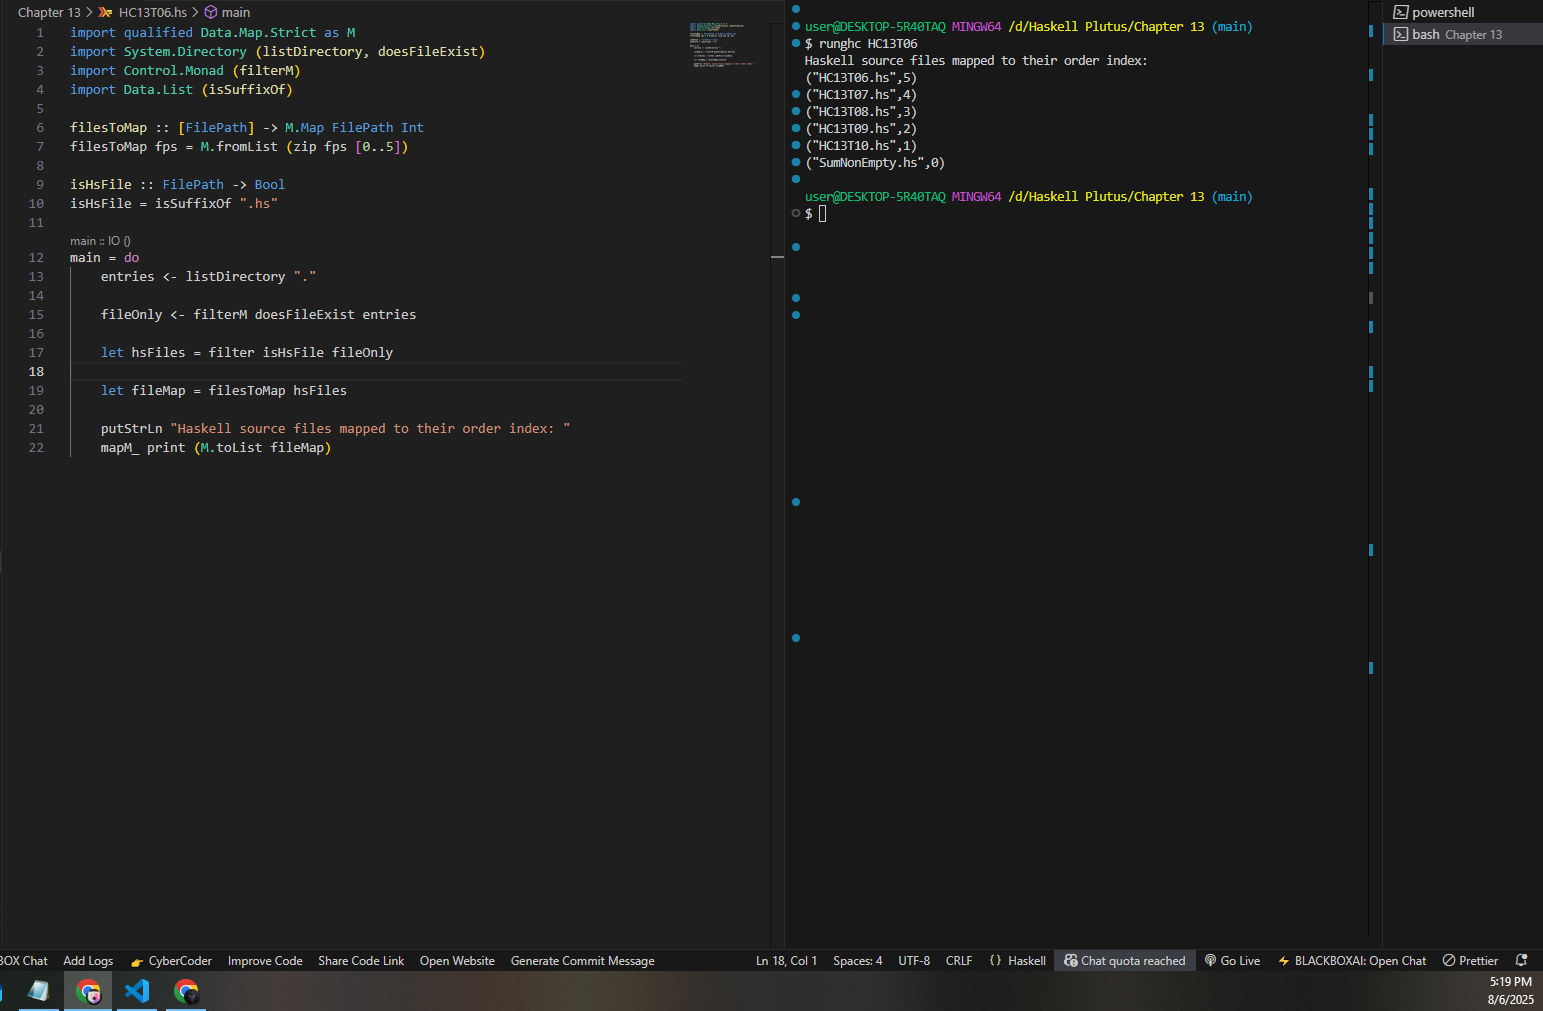 Chapter 13 > HC13T06.hs > main
1 import qualified Data.Map.Strict as M
2 import System.Directory (listDirectory, doesFileExist)
3 import Control.Monad (filterM)
4 import Data.List (isSuffixOf)
5
6 filesToMap :: [FilePath] -> M.Map FilePath Int
7 filesToMap fps = M.fromList (zip fps [0..5])
8
9 isHsFile :: FilePath -> Bool
10 isHsFile = isSuffixOf ".hs"
11
main :: IO ()
12 main = do
13 entries <- listDirectory "."
14
15 fileOnly <- filterM doesFileExist entries
16
17 let hsFiles = filter isHsFile fileOnly
18
19 let fileMap = filesToMap hsFiles
20
21 putStrLn "Haskell source files mapped to their order index: "
22 mapM_ print (M.toList fileMap)
user@DESKTOP-5R40TAQ MINGW64 /d/Haskell Plutus/Chapter 13 (main)
$ runghc HC13T06
Haskell source files mapped to their order index:
("HC13T06.hs",5)
("HC13T07.hs",4)
("HC13T08.hs",3)
("HC13T09.hs",2)
("HC13T10.hs",1)
("SumNonEmpty.hs",0)
user@DESKTOP-5R40TAQ MINGW64 /d/Haskell Plutus/Chapter 13 (main)
$
powershell
bash Chapter 13
BOX Chat Add Logs CyberCoder Improve Code Share Code Link Open Website Generate Commit Message Ln 18, Col 1 Spaces: 4 UTF-8 CRLF {} Haskell Chat quota reached Go Live BLACKBOXAI: Open Chat Prettier
5:19 PM
8/6/2025